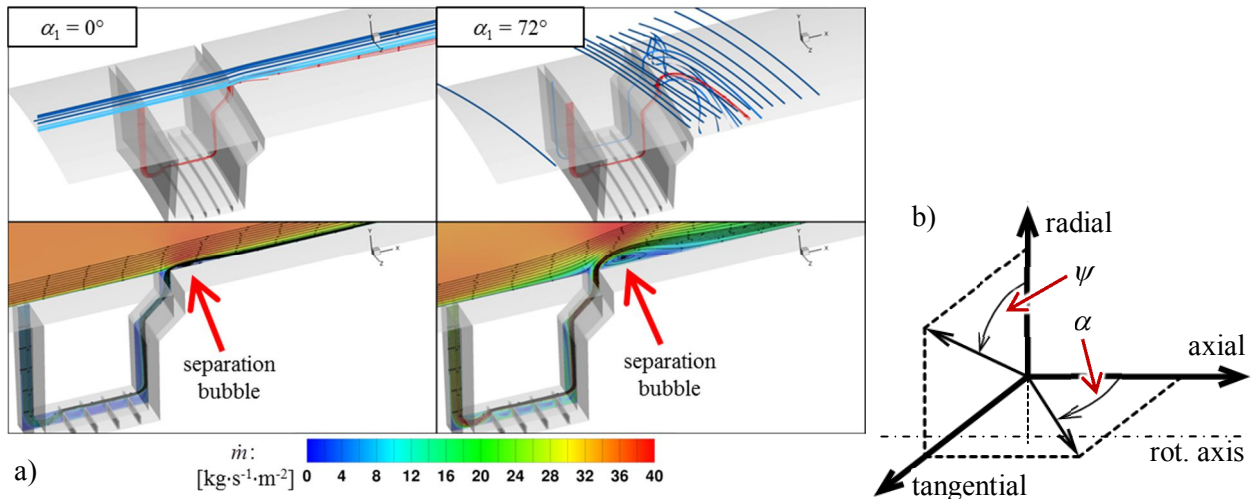 α₁ = 0°
Y
X
Z
α₁ = 72°
Y
X
Z
Y
X
Z
separation
bubble
Y
X
Z
separation
bubble
ṁ:
[kg·s⁻¹·m⁻²]
0 4 8 12 16 20 24 28 32 36 40
a)
b)
radial
ψ
α
axial
rot. axis
tangential